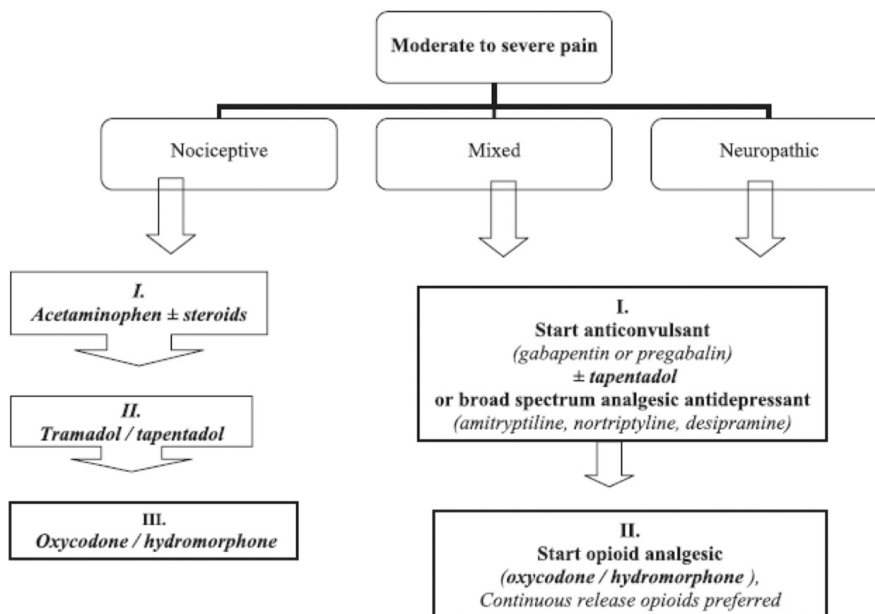 Moderate to severe pain
Nociceptive
Mixed
Neuropathic
I.
Acetaminophen ± steroids
II.
Tramadol / tapentadol
III.
Oxycodone / hydromorphone
I.
Start anticonvulsant
(gabapentin or pregabalin)
± tapentadol
or broad spectrum analgesic antidepressant
(amitryptiline, nortriptyline, desipramine)
II.
Start opioid analgesic
(oxycodone / hydromorphone ),
Continuous release opioids preferred